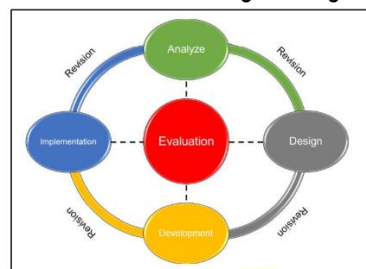 Analyze
Revision
Revision
Implementation
Evaluation
Design
Revision
Revision
Development